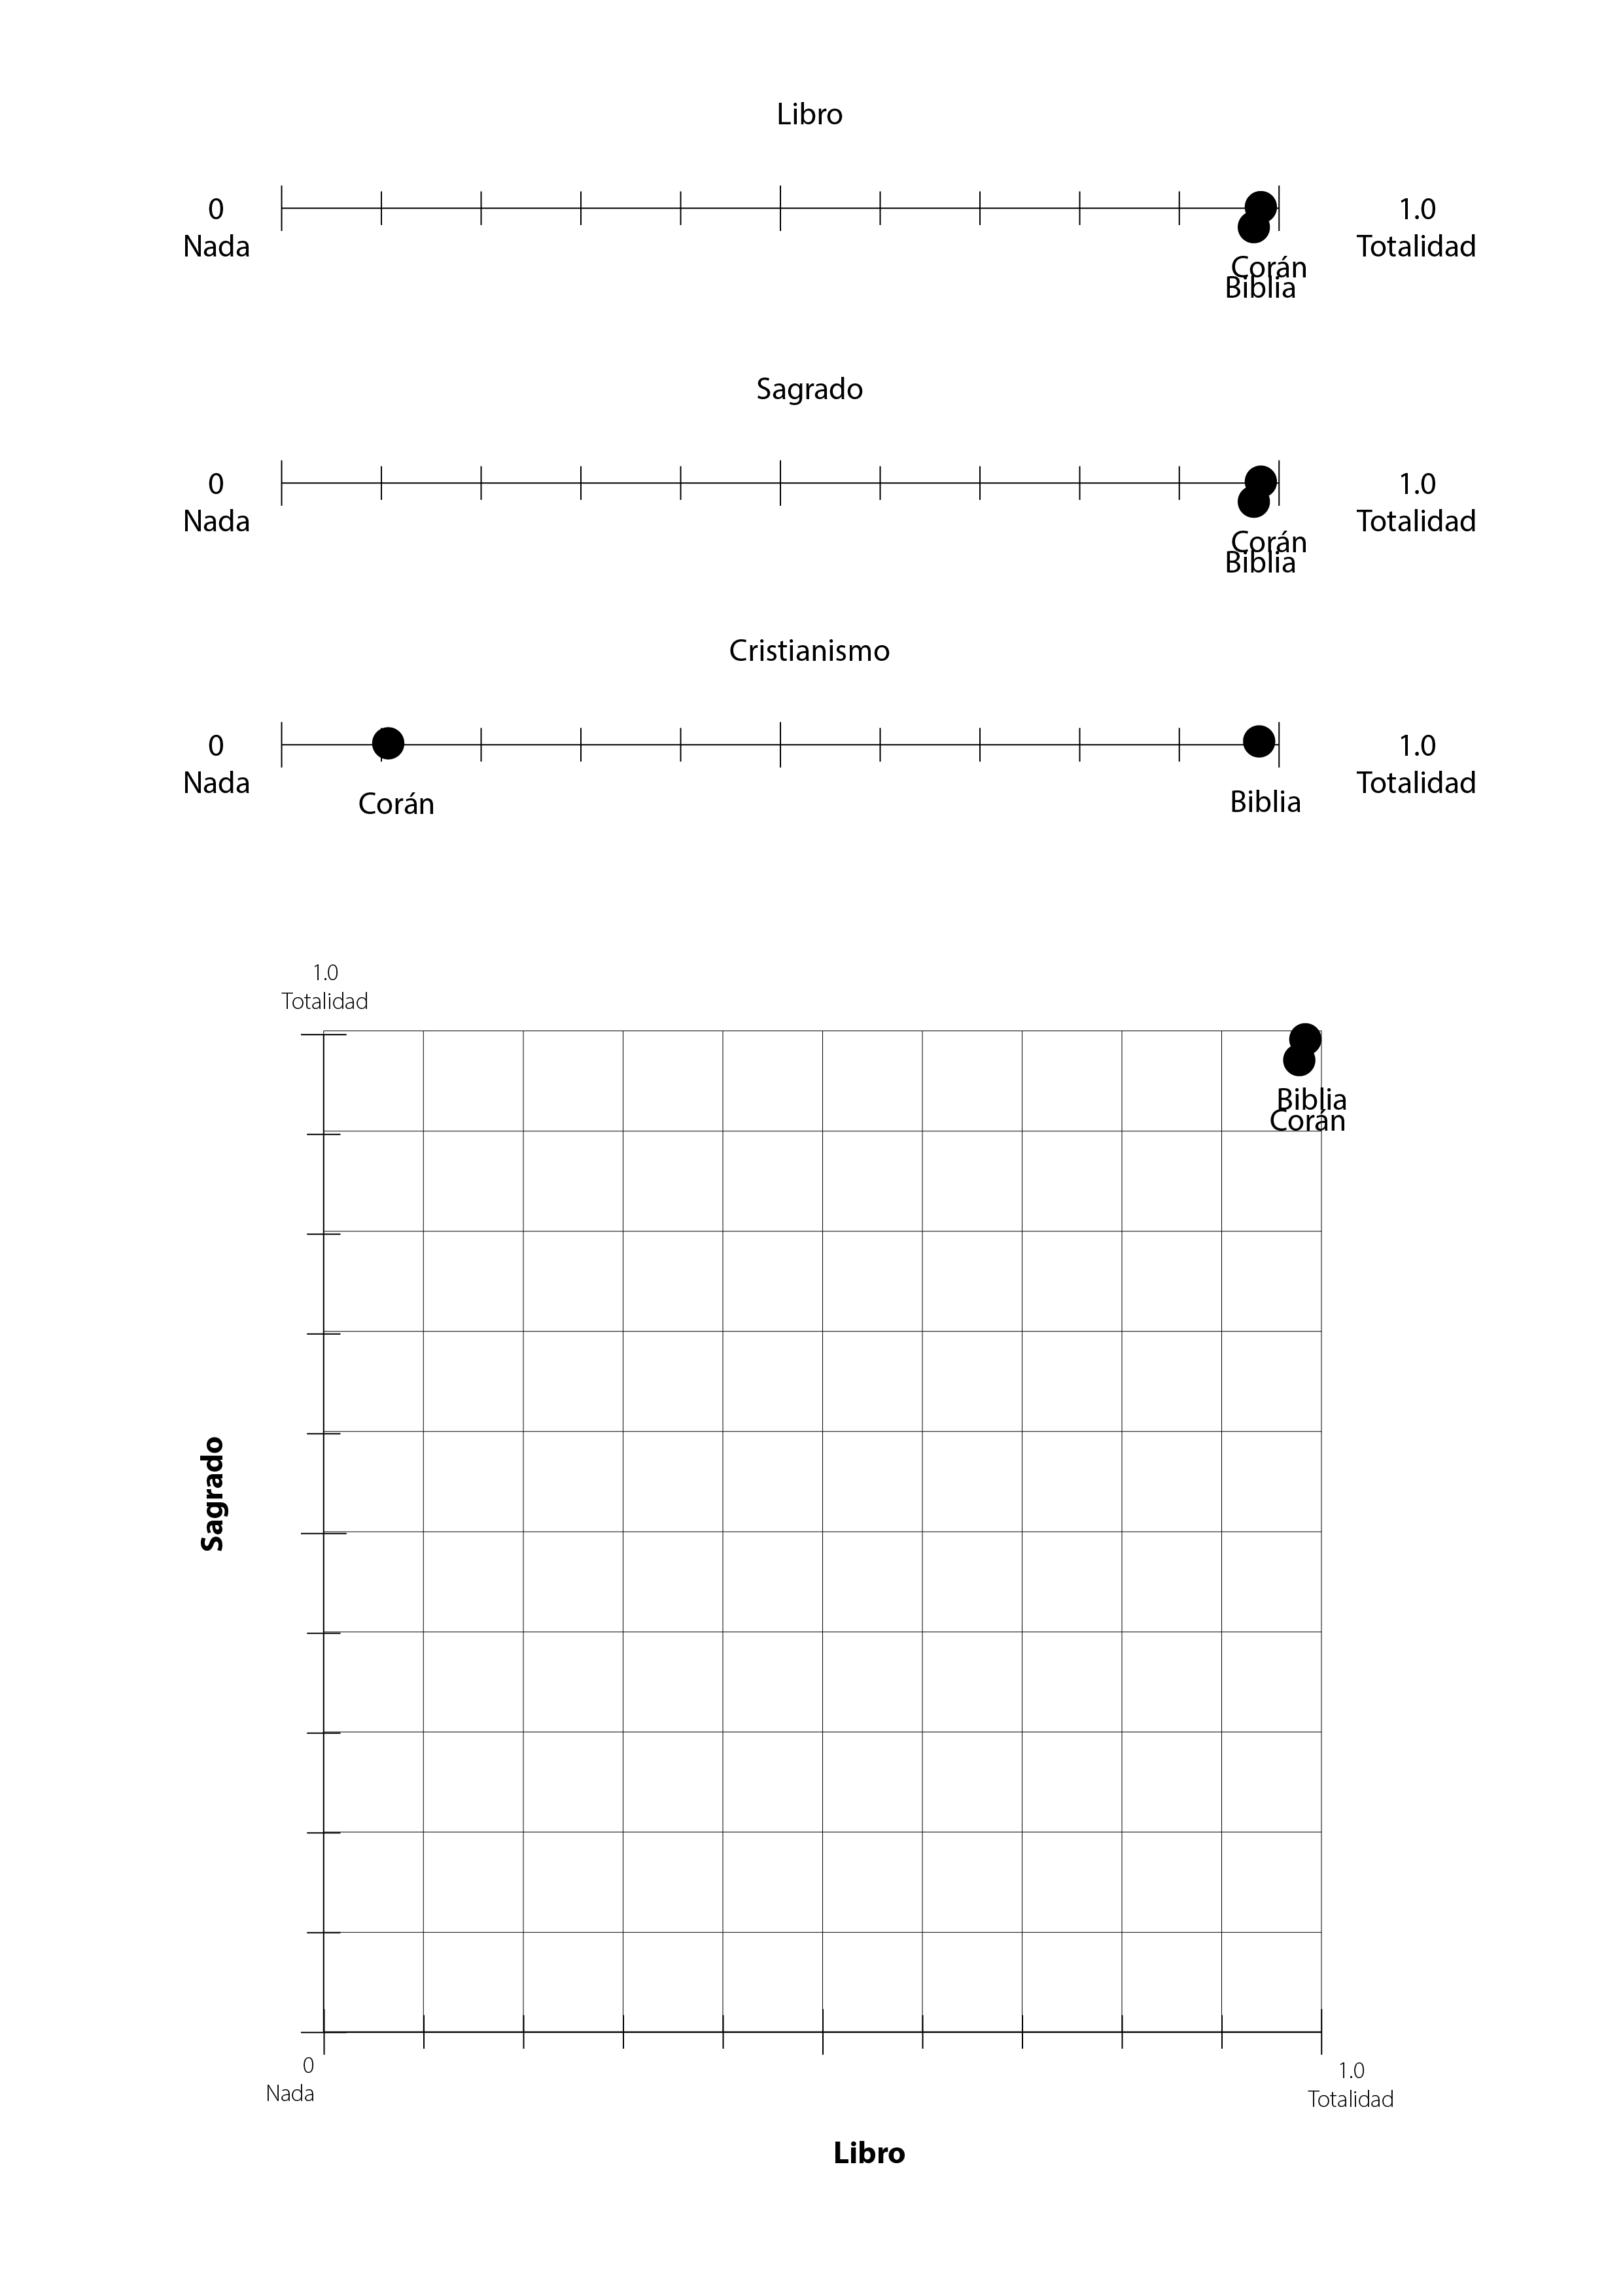 Libro
0
Nada
1.0
Totalidad
Corán
Biblia
Sagrado
0
Nada
1.0
Totalidad
Corán
Biblia
Cristianismo
0
Nada
1.0
Totalidad
Corán
Biblia
1.0
Totalidad
Biblia
Corán
Sagrado
0
Nada
1.0
Totalidad
Libro